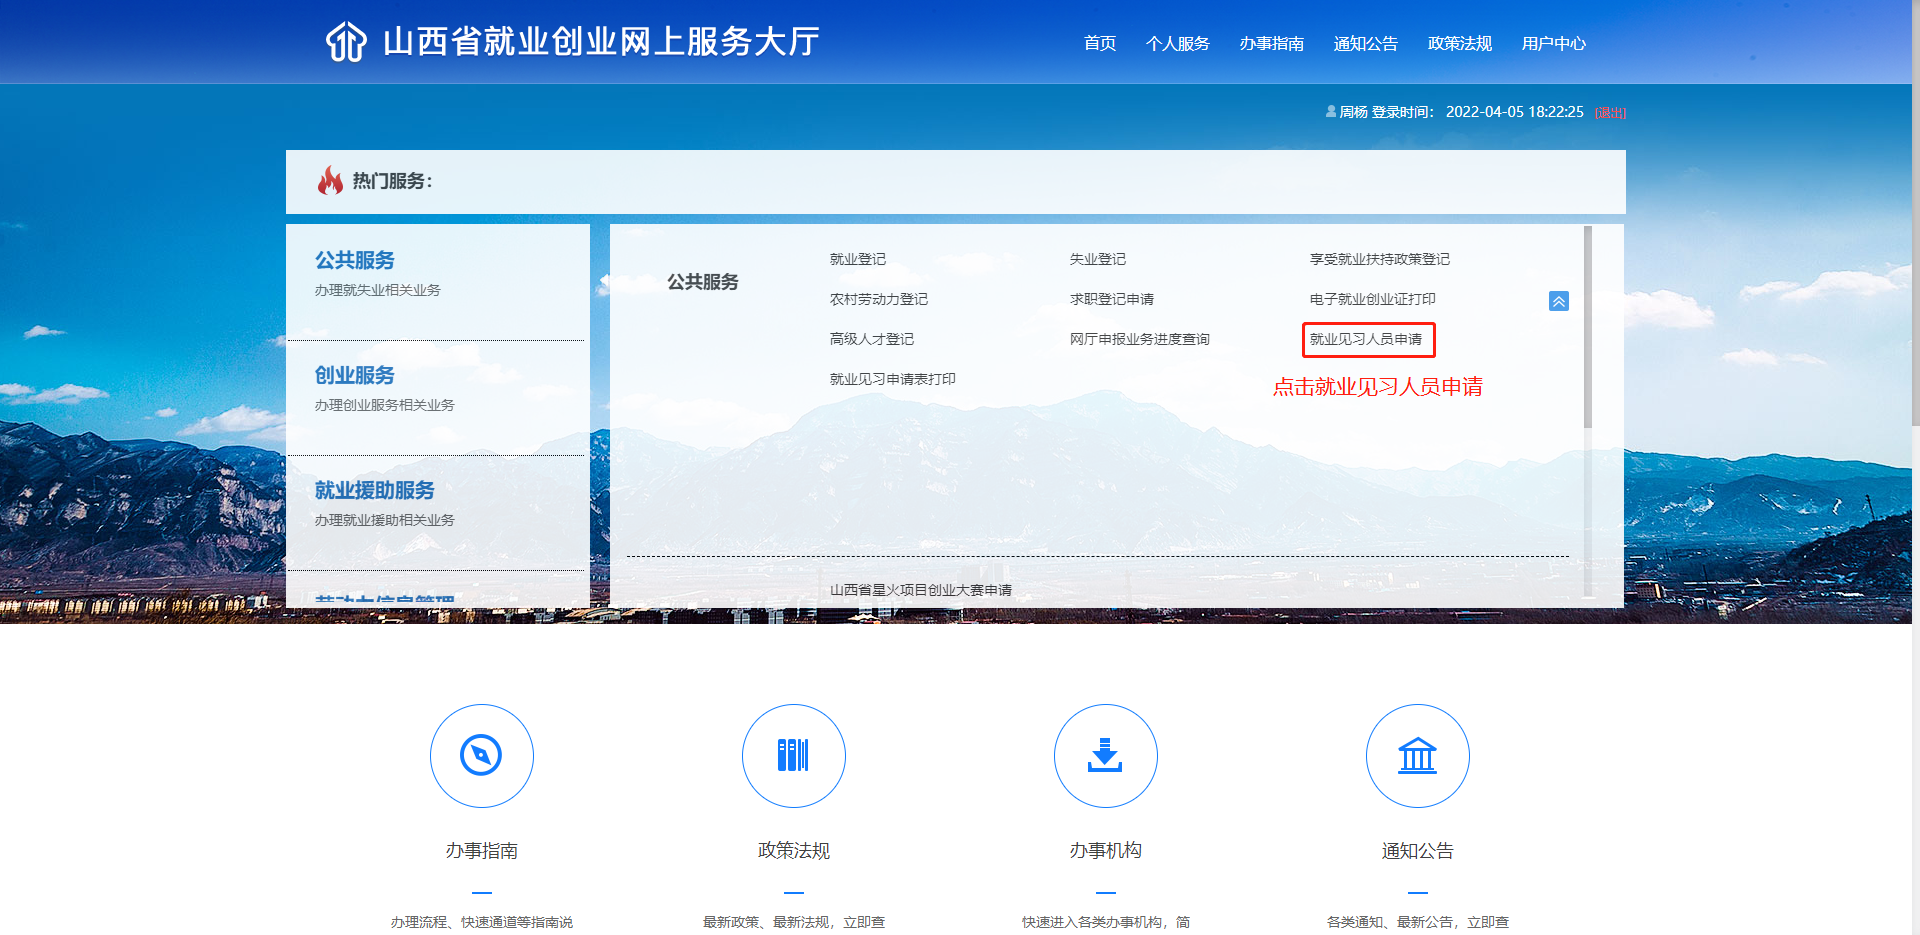 山西省就业创业网上服务大厅
首页 个人服务 办事指南 通知公告 政策法规 用户中心
周杨 登录时间： 2022-04-05 18:22:25 [退出]
热门服务：
公共服务
办理就失业相关业务
创业服务
办理创业服务相关业务
就业援助服务
办理就业援助相关业务
劳动力信息管理
公共服务
就业登记 失业登记 享受就业扶持政策登记
农村劳动力登记 求职登记申请 电子就业创业证打印
高级人才登记 网厅申报业务进度查询 就业见习人员申请
就业见习申请表打印
点击就业见习人员申请
山西省星火项目创业大赛申请
办事指南
办理流程、快速通道等指南说
政策法规
最新政策、最新法规，立即查
办事机构
快速进入各类办事机构，简
通知公告
各类通知、最新公告，立即查